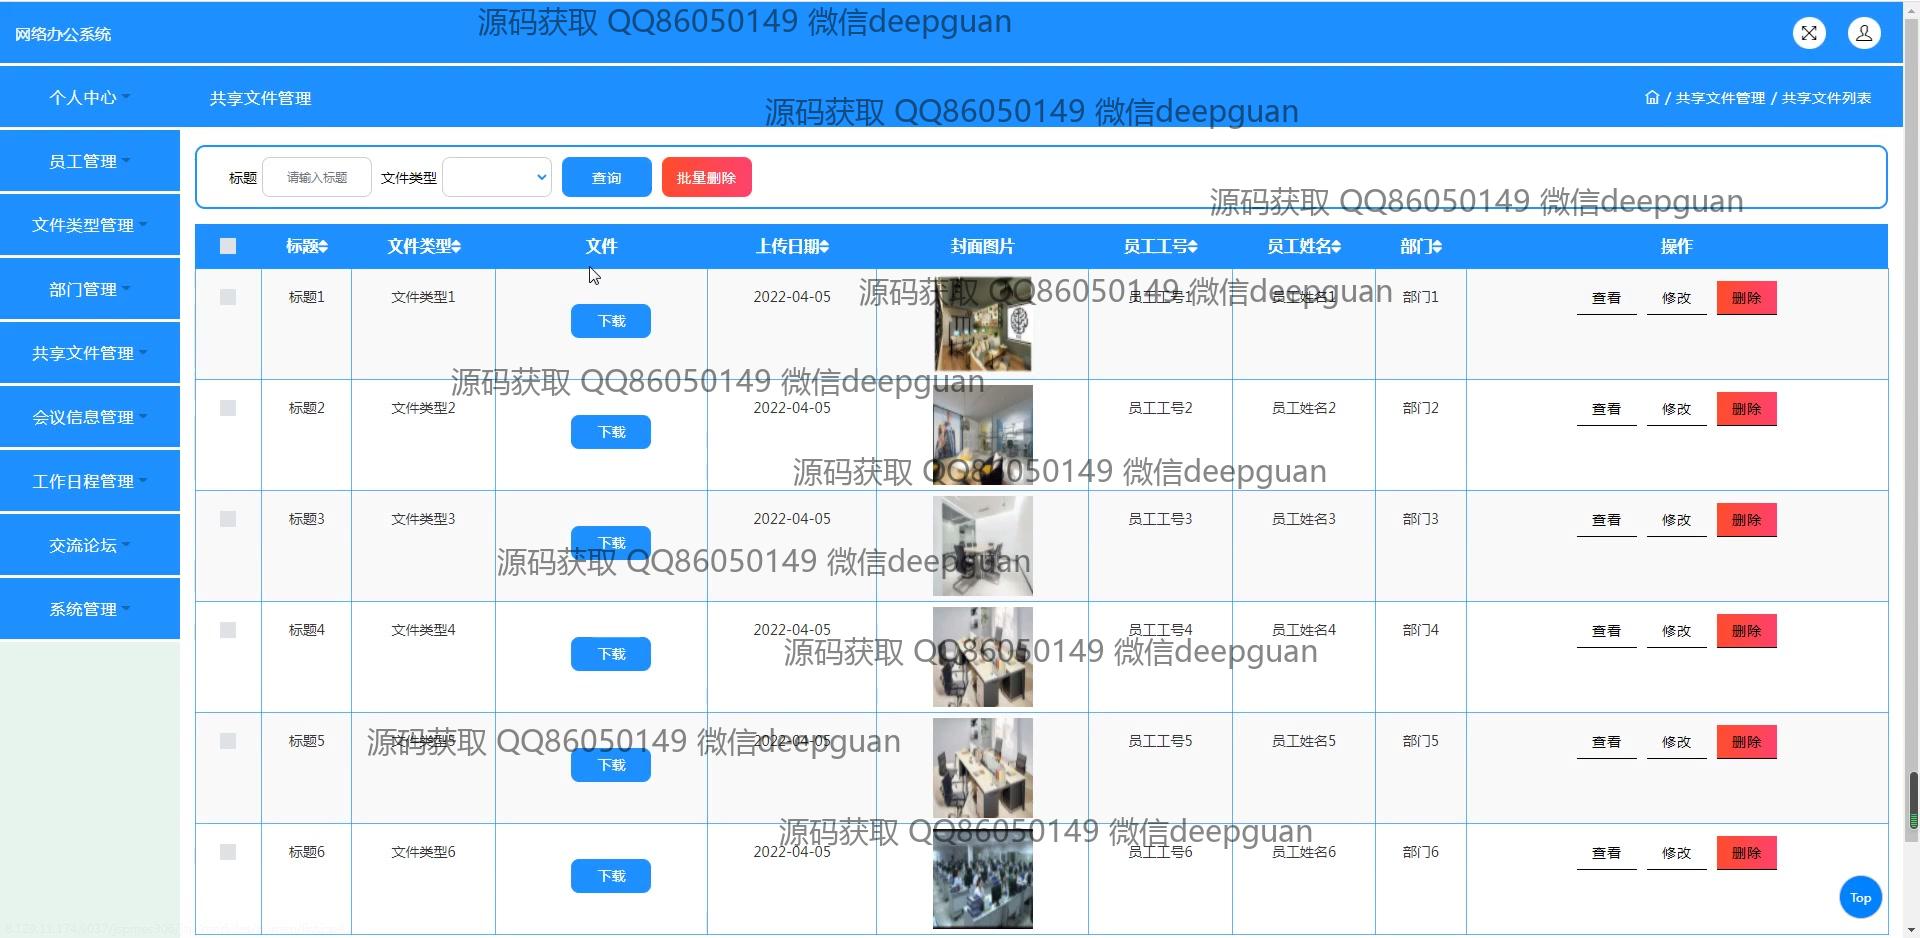 源码获取 QQ86050149 微信deepguan
网络办公系统
个人中心
共享文件管理
/ 共享文件管理 / 共享文件列表
源码获取 QQ86050149 微信deepguan
员工管理
标题 请输入标题 文件类型 查询 批量删除
源码获取 QQ86050149 微信deepguan
文件类型管理
标题 文件类型 文件 上传日期 封面图片 员工工号 员工姓名 部门 操作
部门管理
标题1 文件类型1 下载 2022-04-05 员工工号1 员工姓名1 部门1 查看 修改 删除
源码获取 QQ86050149 微信deepguan
共享文件管理
源码获取 QQ86050149 微信deepguan
会议信息管理
标题2 文件类型2 下载 2022-04-05 员工工号2 员工姓名2 部门2 查看 修改 删除
源码获取 QQ86050149 微信deepguan
工作日程管理
标题3 文件类型3 下载 2022-04-05 员工工号3 员工姓名3 部门3 查看 修改 删除
交流论坛
源码获取 QQ86050149 微信deepguan
系统管理
标题4 文件类型4 下载 2022-04-05 员工工号4 员工姓名4 部门4 查看 修改 删除
源码获取 QQ86050149 微信deepguan
标题5 文件类型5 下载 2022-04-05 员工工号5 员工姓名5 部门5 查看 修改 删除
源码获取 QQ86050149 微信deepguan
源码获取 QQ86050149 微信deepguan
标题6 文件类型6 下载 2022-04-05 员工工号6 员工姓名6 部门6 查看 修改 删除
Top